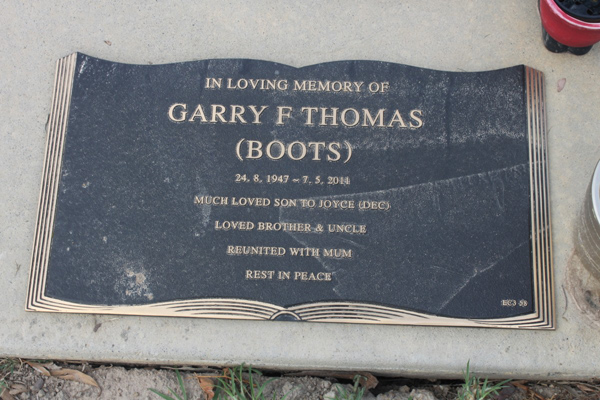 IN LOVING MEMORY OF
GARRY F THOMAS
(BOOTS)
24. 8. 1947 ~ 7. 5. 2011
MUCH LOVED SON TO JOYCE (DEC)
LOVED BROTHER & UNCLE
REUNITED WITH MUM
REST IN PEACE